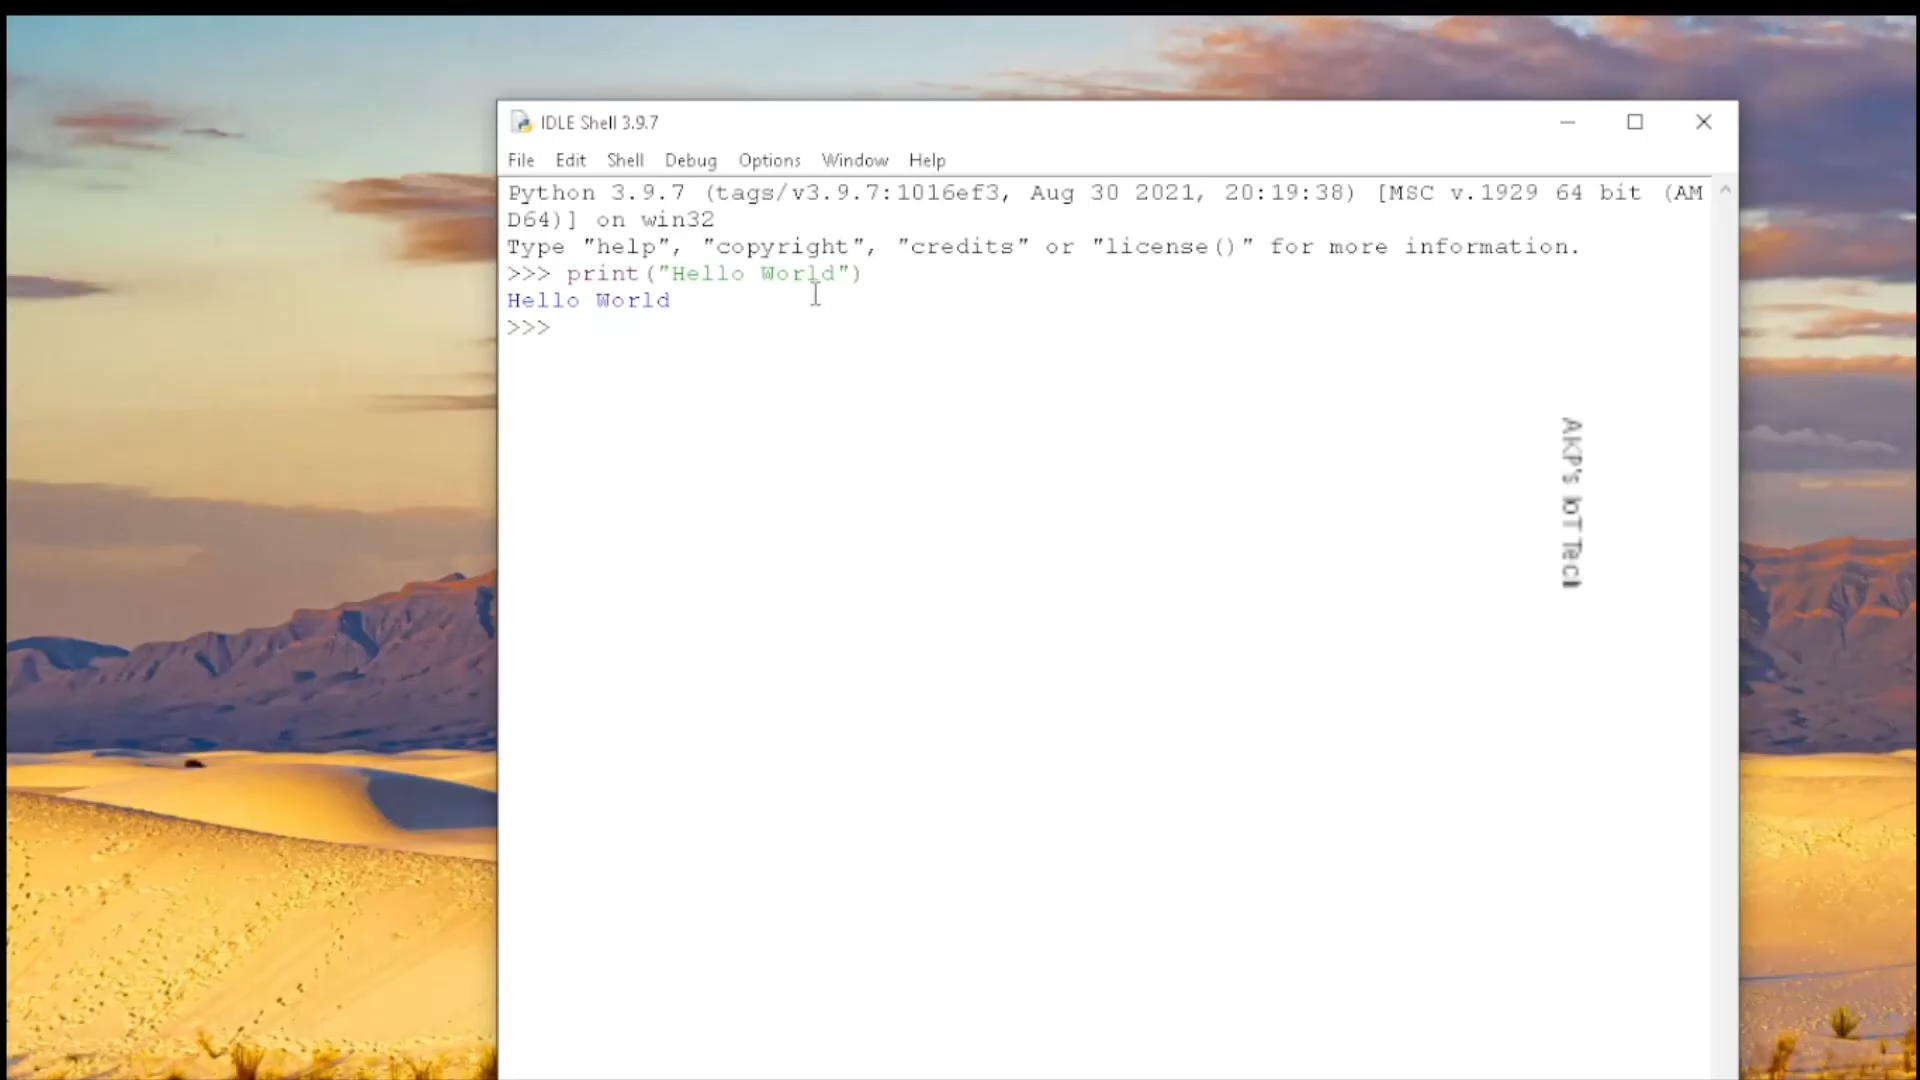 IDLE Shell 3.9.7
File Edit Shell Debug Options Window Help
Python 3.9.7 (tags/v3.9.7:1016ef3, Aug 30 2021, 20:19:38) [MSC v.1929 64 bit (AM
D64)] on win32
Type "help", "copyright", "credits" or "license()" for more information.
>>> print("Hello World")
Hello World
>>>
AKP's IoT Tech